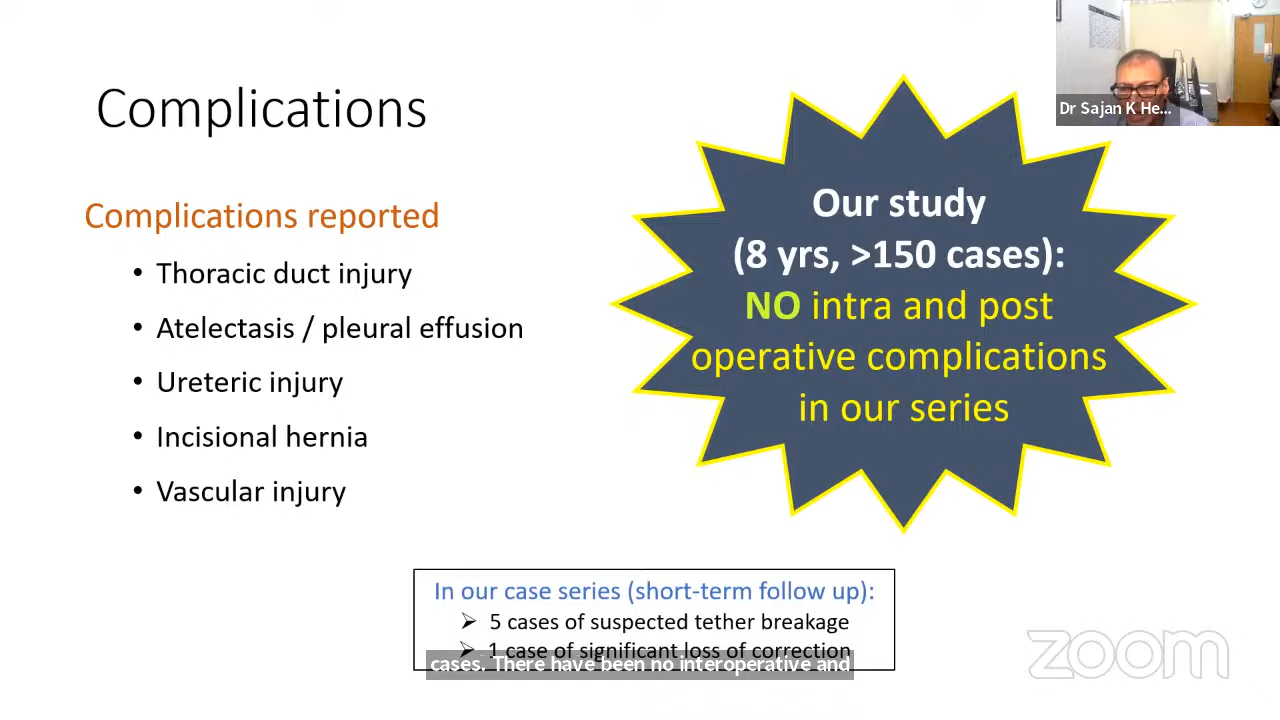 Complications
Complications reported
• Thoracic duct injury
• Atelectasis / pleural effusion
• Ureteric injury
• Incisional hernia
• Vascular injury
Dr Sajan K He...
Our study
(8 yrs, >150 cases):
NO intra and post
operative complications
in our series
In our case series (short-term follow up):
➢ 5 cases of suspected tether breakage
➢ 1 case of significant loss of correction
cases. There have been no interoperative and
zoom